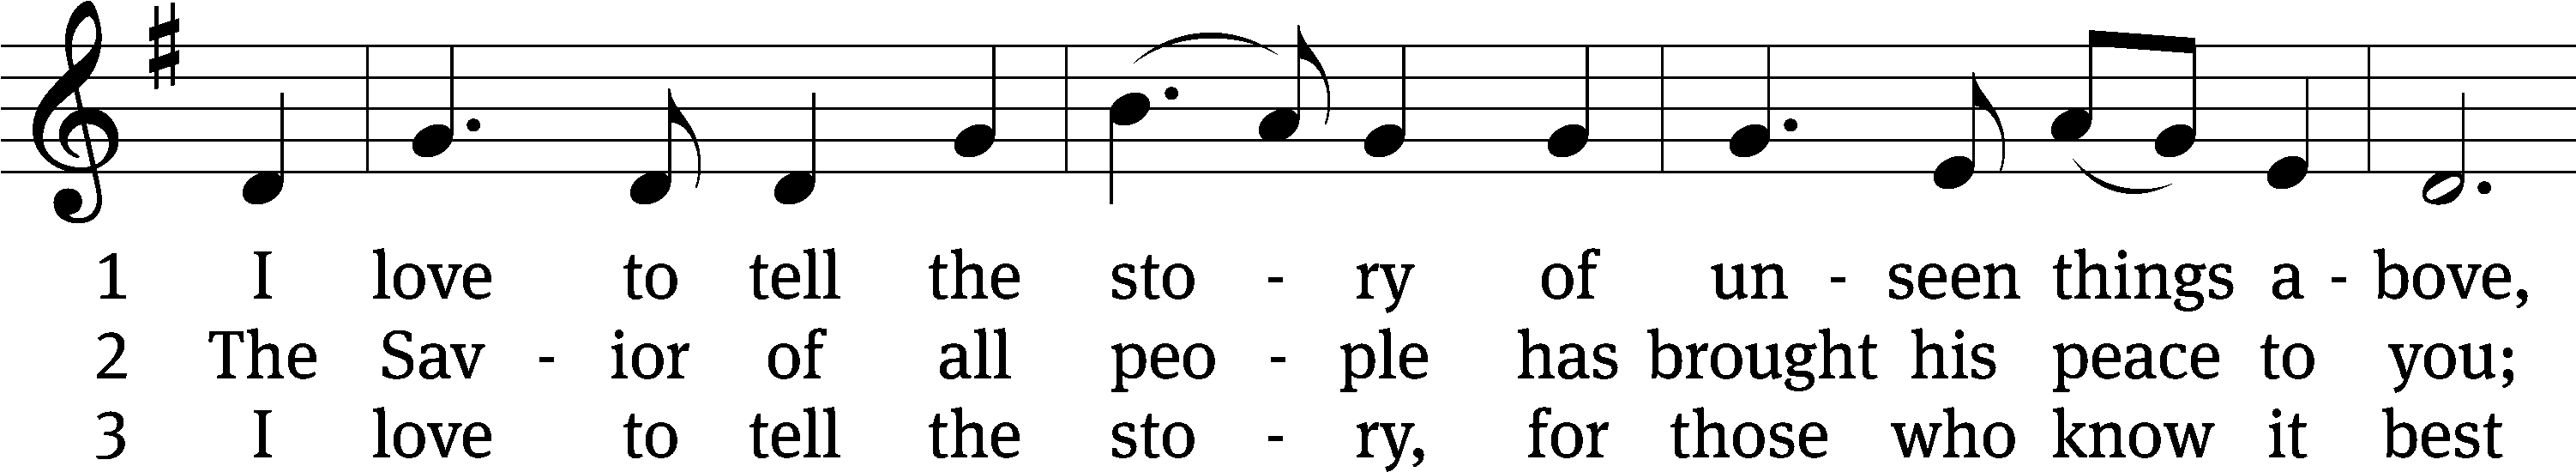 1 I love to tell the sto - ry of un - seen things a - bove,
2 The Sav - ior of all peo - ple has brought his peace to you;
3 I love to tell the sto - ry, for those who know it best